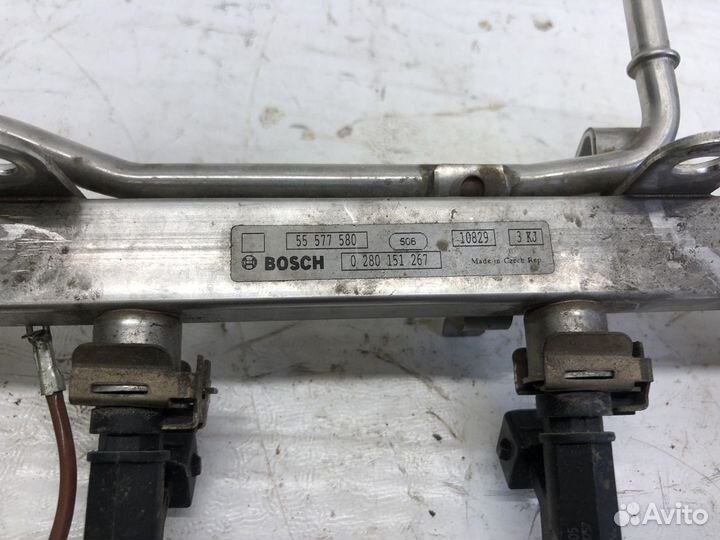 55 577 580 506 10829 3 KJ
BOSCH 0 280 151 267 Made in Czech Rep.
Avito